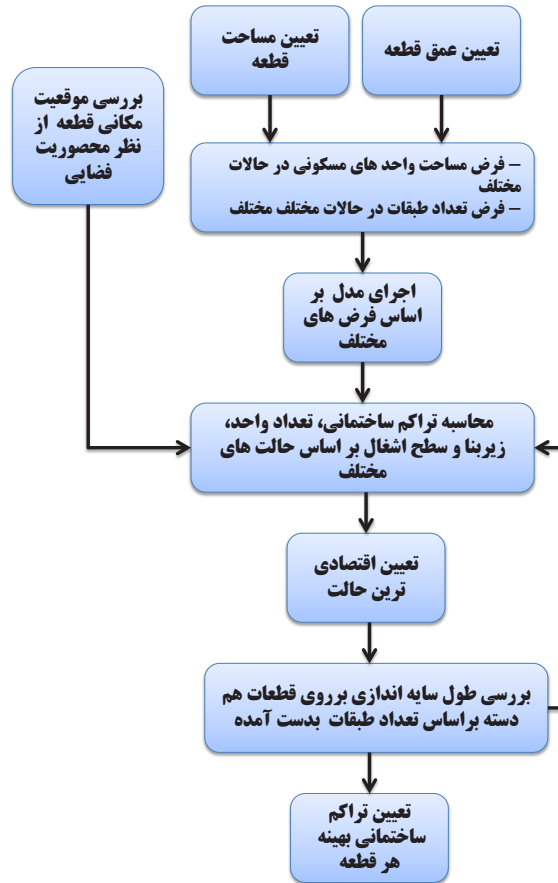 تعیین عمق قطعه
تعیین مساحت
قطعه
بررسی موقعیت
مکانی قطعه از
نظر محصوریت
فضایی
– فرض مساحت واحد های مسکونی در حالات
مختلف
– فرض تعداد طبقات در حالات مختلف مختلف
اجرای مدل بر
اساس فرض های
مختلف
محاسبه تراکم ساختمانی، تعداد واحد،
زیربنا و سطح اشغال بر اساس حالت های
مختلف
تعیین اقتصادی
ترین حالت
بررسی طول سایه اندازی برروی قطعات هم
دسته براساس تعداد طبقات بدست آمده
تعیین تراکم
ساختمانی بهینه
هر قطعه